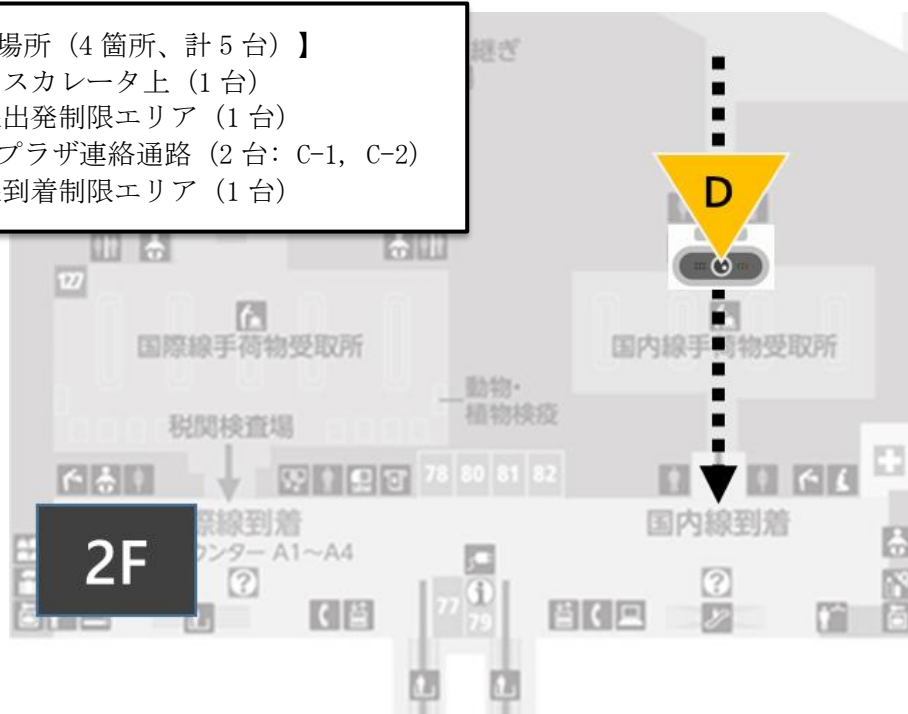 場所（4 箇所、計 5 台）】
スカレータ上（1 台）
出発制限エリア（1 台）
プラザ連絡通路（2 台: C-1, C-2）
到着制限エリア（1 台）
継ぎ
D
127
国際線手荷物受取所
国内線手荷物受取所
動物・
植物検疫
税関検査場
78 80 81 82
際線到着
国内線到着
ウンター A1～A4
2F
77
79